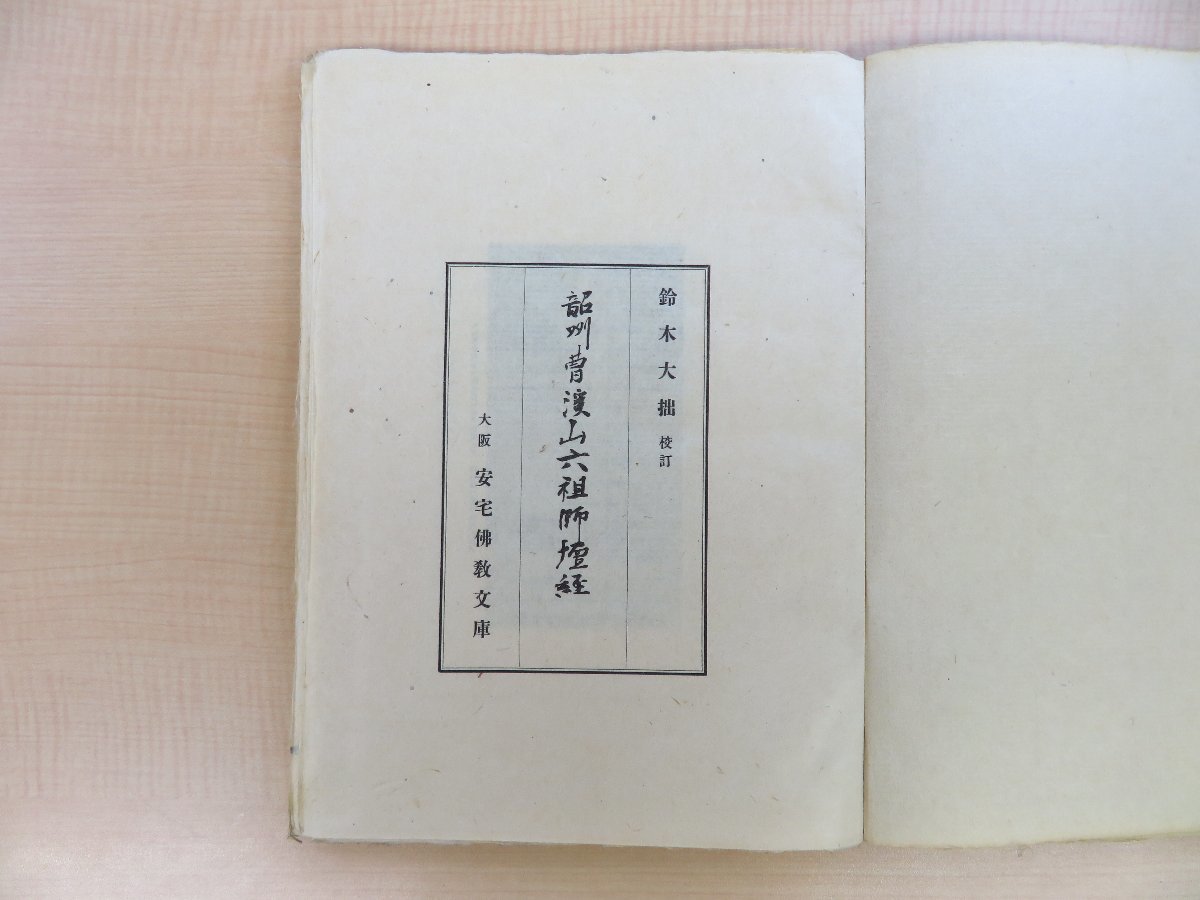 鈴木大拙 校訂
韶州曹溪山六祖師壇経
大阪 安宅佛教文庫